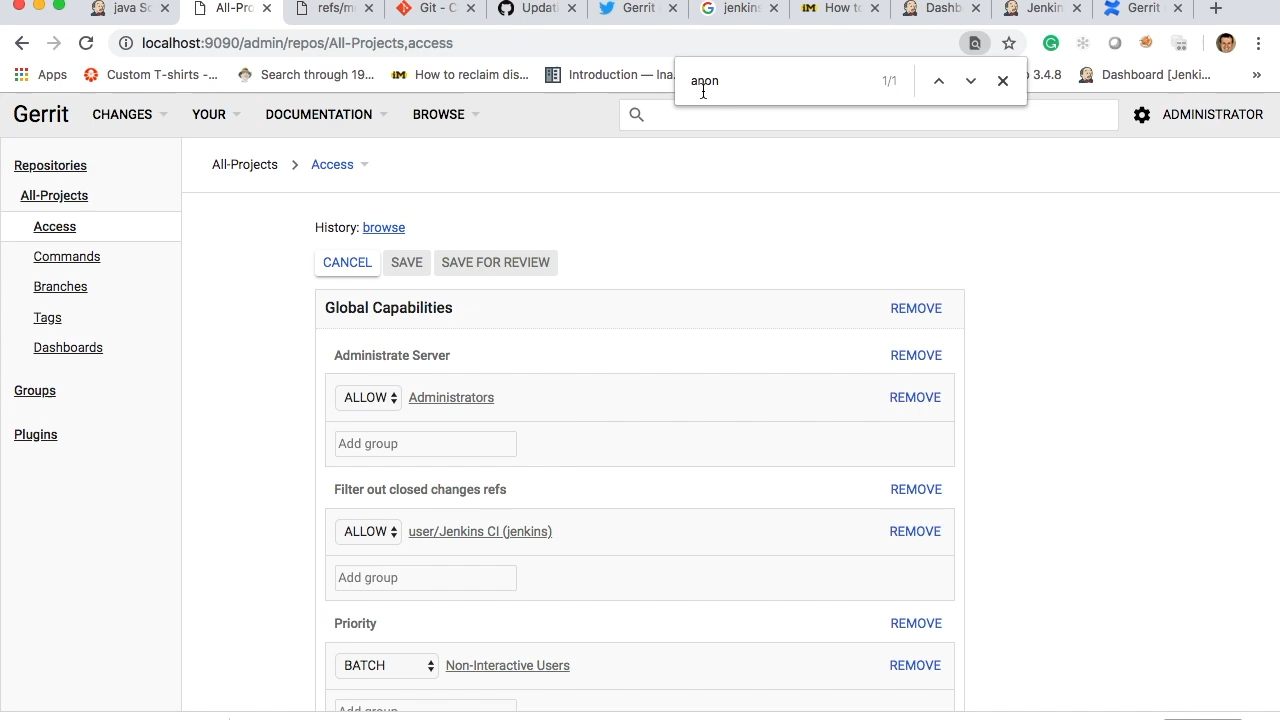 java Sc
All-Pro
refs/m
Git - C
Updati
Gerrit
jenkins
How to
Dashb
Jenkin
Gerrit
localhost:9090/admin/repos/All-Projects,access
Apps
Custom T-shirts -...
Search through 19...
How to reclaim dis...
Introduction — Ina
3.4.8
Dashboard [Jenki...
»
anon
1/1
Gerrit
CHANGES
YOUR
DOCUMENTATION
BROWSE
ADMINISTRATOR
Repositories
All-Projects
Access
Commands
Branches
Tags
Dashboards
Groups
Plugins
All-Projects > Access
History: browse
CANCEL
SAVE
SAVE FOR REVIEW
Global Capabilities
REMOVE
Administrate Server
REMOVE
ALLOW
Administrators
REMOVE
Add group
Filter out closed changes refs
REMOVE
ALLOW
user/Jenkins CI (jenkins)
REMOVE
Add group
Priority
REMOVE
BATCH
Non-Interactive Users
REMOVE
Add group